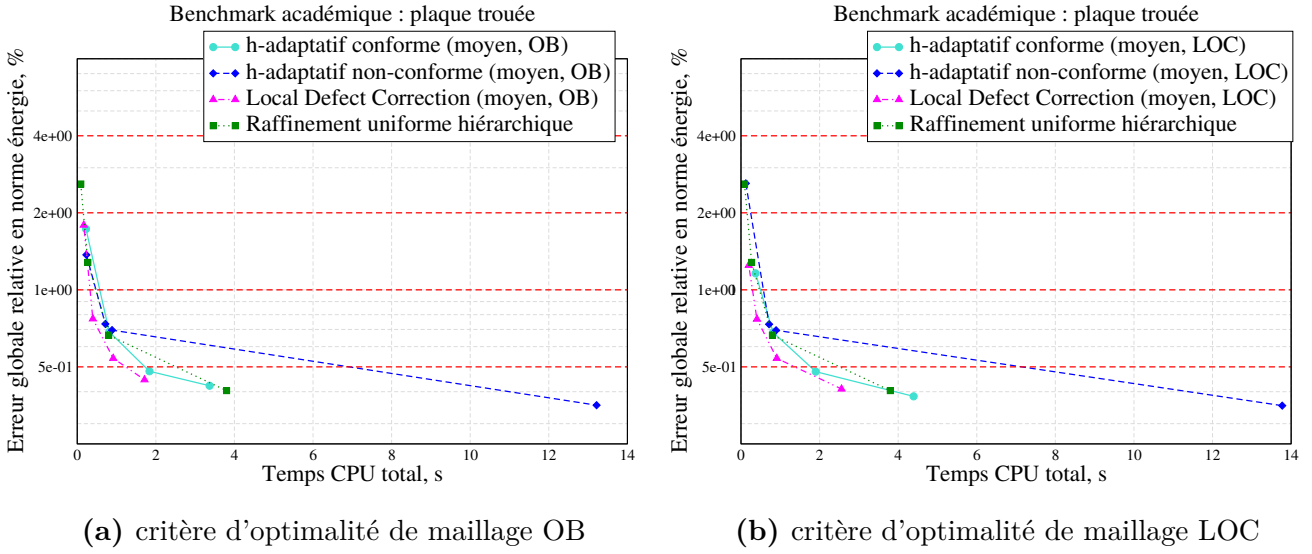 Benchmark académique : plaque trouée
h-adaptatif conforme (moyen, OB)
h-adaptatif non-conforme (moyen, OB)
Local Defect Correction (moyen, OB)
Raffinement uniforme hiérarchique
Erreur globale relative en norme énergie, %
4e+00
2e+00
1e+00
5e-01
0 2 4 6 8 10 12 14
Temps CPU total, s
(a) critère d'optimalité de maillage OB
Benchmark académique : plaque trouée
h-adaptatif conforme (moyen, LOC)
h-adaptatif non-conforme (moyen, LOC)
Local Defect Correction (moyen, LOC)
Raffinement uniforme hiérarchique
Erreur globale relative en norme énergie, %
4e+00
2e+00
1e+00
5e-01
0 2 4 6 8 10 12 14
Temps CPU total, s
(b) critère d'optimalité de maillage LOC